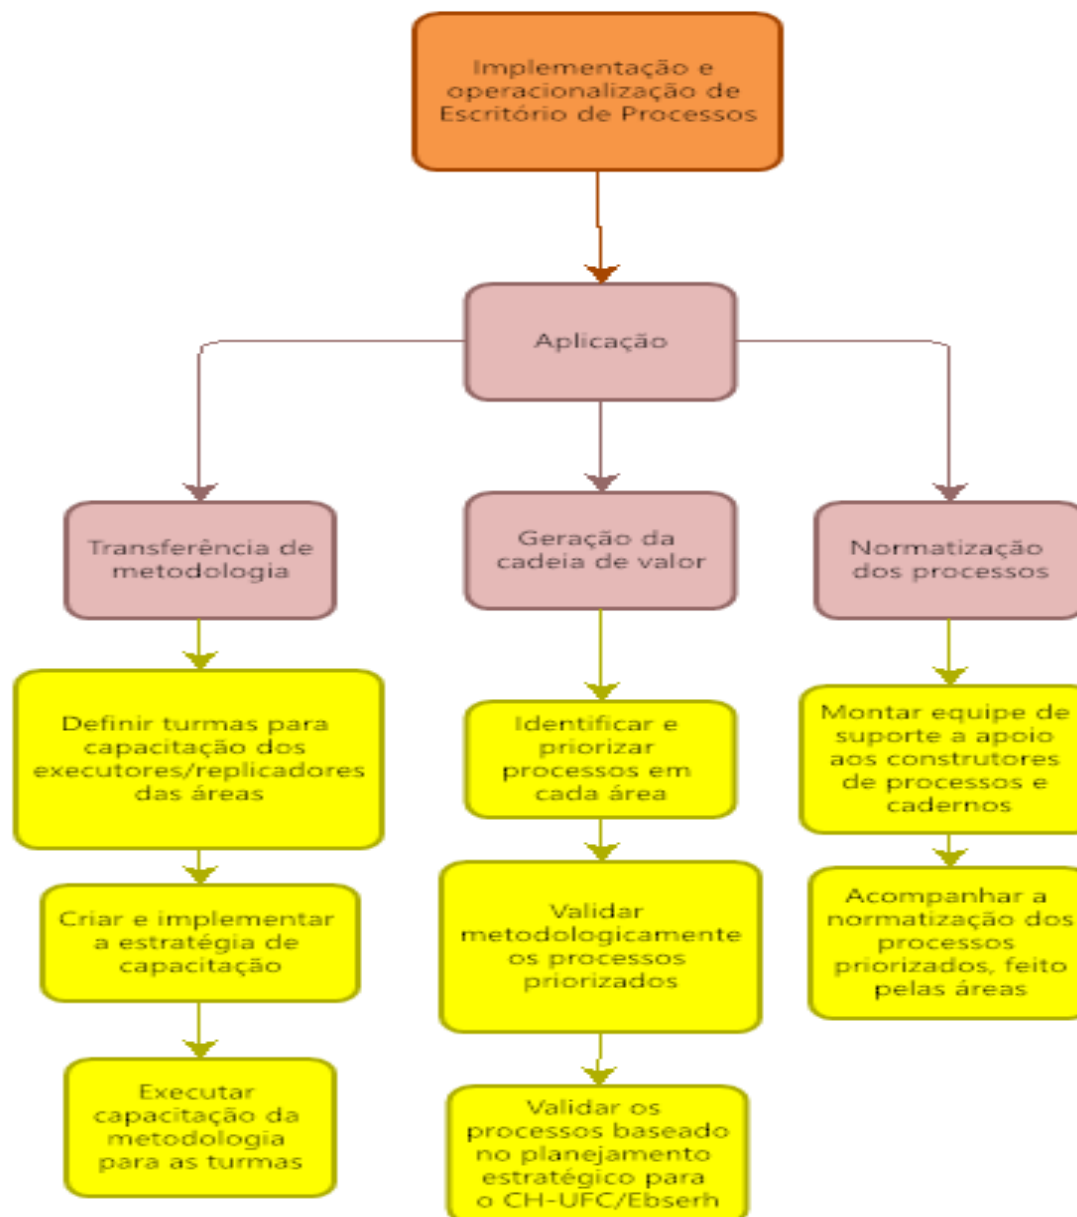 Implementação e
operacionalização de
Escritório de Processos
Aplicação
Transferência de
metodologia
Geração da
cadeia de valor
Normatização
dos processos
Definir turmas para
capacitação dos
executores/replicadores
das áreas
Criar e implementar
a estratégia de
capacitação
Executar
capacitação da
metodologia
para as turmas
Identificar e
priorizar
processos em
cada área
Validar
metodologicamente
os processos
priorizados
Validar os
processos baseado
no planejamento
estratégico para
o CH-UFC/Ebserh
Montar equipe de
suporte a apoio
aos construtores
de processos e
cadernos
Acompanhar a
normatização dos
processos
priorizados, feito
pelas áreas